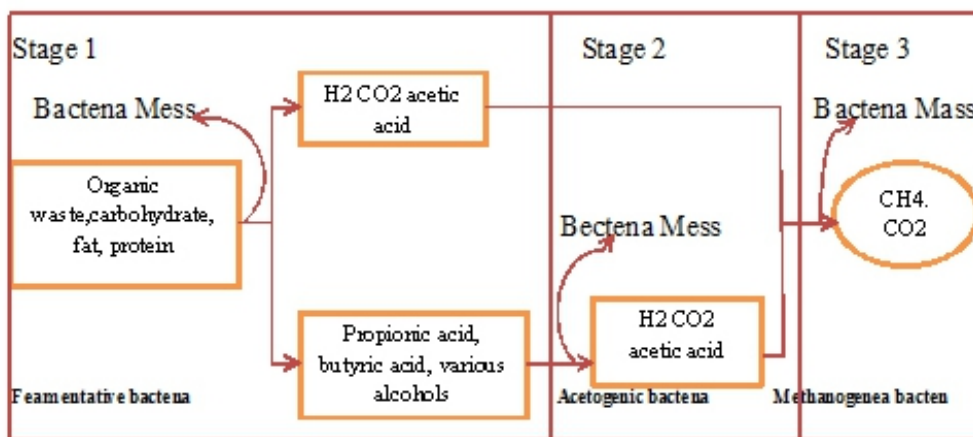 Stage 1
Stage 2
Stage 3
Bactena Mess
H2 CO2 acetic
acid
Bactena Mass
Organic
waste,carbohydrate,
fat, protein
CH4.
CO2
Bectena Mess
Propionic acid,
butyric acid, various
alcohols
H2 CO2
acetic acid
Feamentative bactena
Acetogenic bactena
Methanogenea bacten